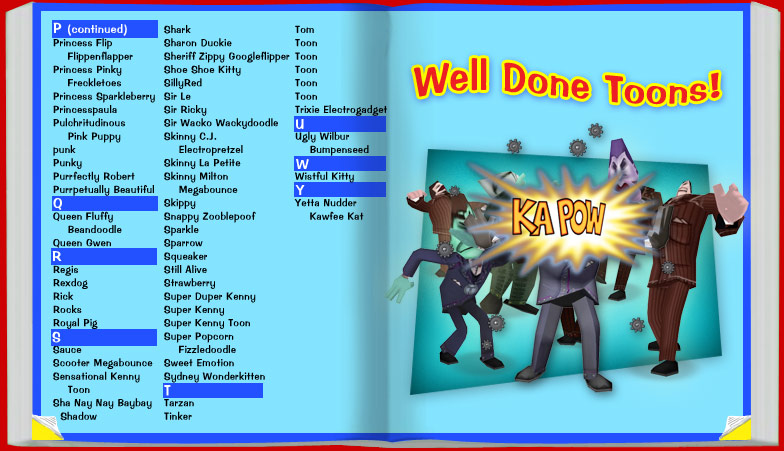 P (continued)
Princess Flip
Flippenflapper
Princess Pinky
Freckletoes
Princess Sparkleberry
Princesspaula
Pulchritudinous
Pink Puppy
punk
Punky
Purrfectly Robert
Purrpetually Beautiful
Q
Queen Fluffy
Beandoodle
Queen Gwen
R
Regis
Rexdog
Rick
Rocks
Royal Pig
S
Sauce
Scooter Megabounce
Sensational Kenny
Toon
Sha Nay Nay Baybay
Shadow
Shark
Sharon Duckie
Sheriff Zippy Googleflipper
Shoe Shoe Kitty
SillyRed
Sir Le
Sir Ricky
Sir Wacko Wackydoodle
Skinny C.J.
Electropretzel
Skinny La Petite
Skinny Milton
Megabounce
Skippy
Snappy Zooblepoof
Sparkle
Sparrow
Squeaker
Still Alive
Strawberry
Super Duper Kenny
Super Kenny
Super Kenny Toon
Super Popcorn
Fizzledoodle
Sweet Emotion
Sydney Wonderkitten
T
Tarzan
Tinker
Tom
Toon
Toon
Toon
Toon
Toon
Trixie Electrogadget
U
Ugly Wilbur
Bumpenseed
W
Wistful Kitty
Y
Yetta Nudder
Kawfee Kat
Well Done Toons!
KA POW